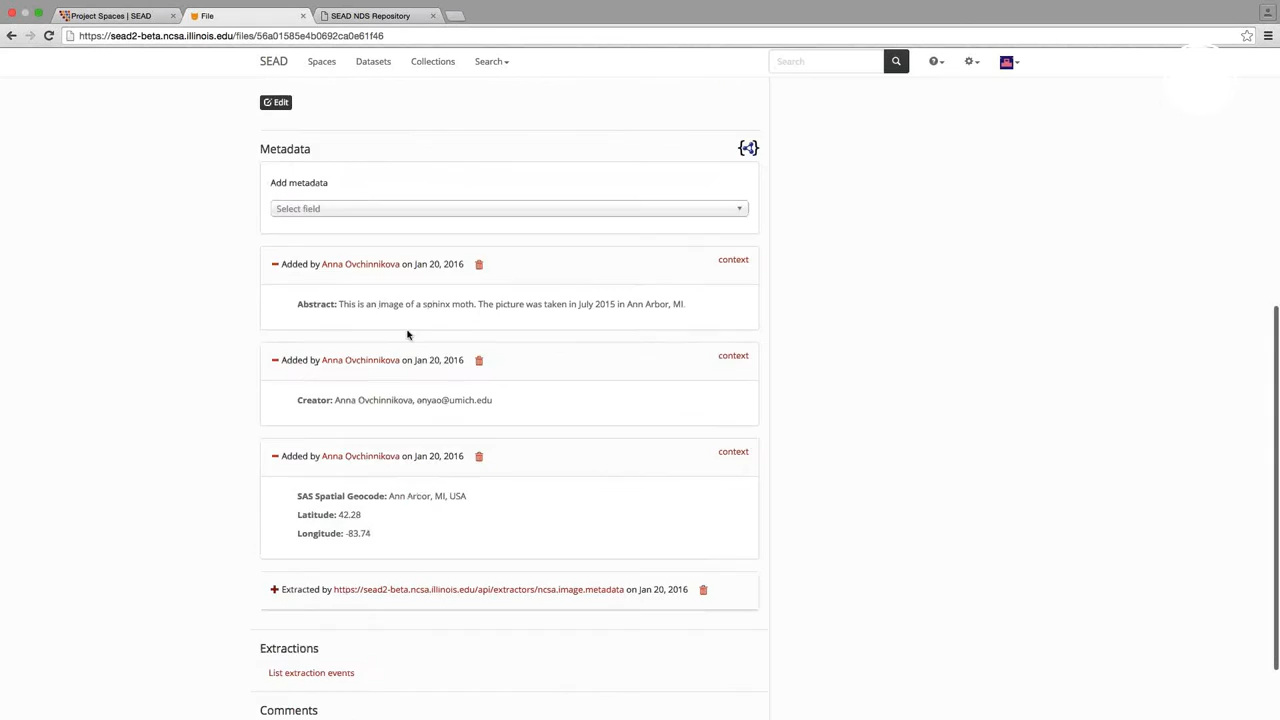 Project Spaces | SEAD
File
SEAD NDS Repository
https://sead2-beta.ncsa.illinois.edu/files/56a01585e4b0692ca0e61f46
SEAD Spaces Datasets Collections Search Search
Edit
Metadata
Add metadata
Select field
Added by Anna Ovchinnikova on Jan 20, 2016 context
Abstract: This is an image of a sphinx moth. The picture was taken in July 2015 in Ann Arbor, MI.
Added by Anna Ovchinnikova on Jan 20, 2016 context
Creator: Anna Ovchinnikova, anyao@umich.edu
Added by Anna Ovchinnikova on Jan 20, 2016 context
SAS Spatial Geocode: Ann Arbor, MI, USA
Latitude: 42.28
Longitude: -83.74
Extracted by https://sead2-beta.ncsa.illinois.edu/api/extractors/ncsa.image.metadata on Jan 20, 2016
Extractions
List extraction events
Comments